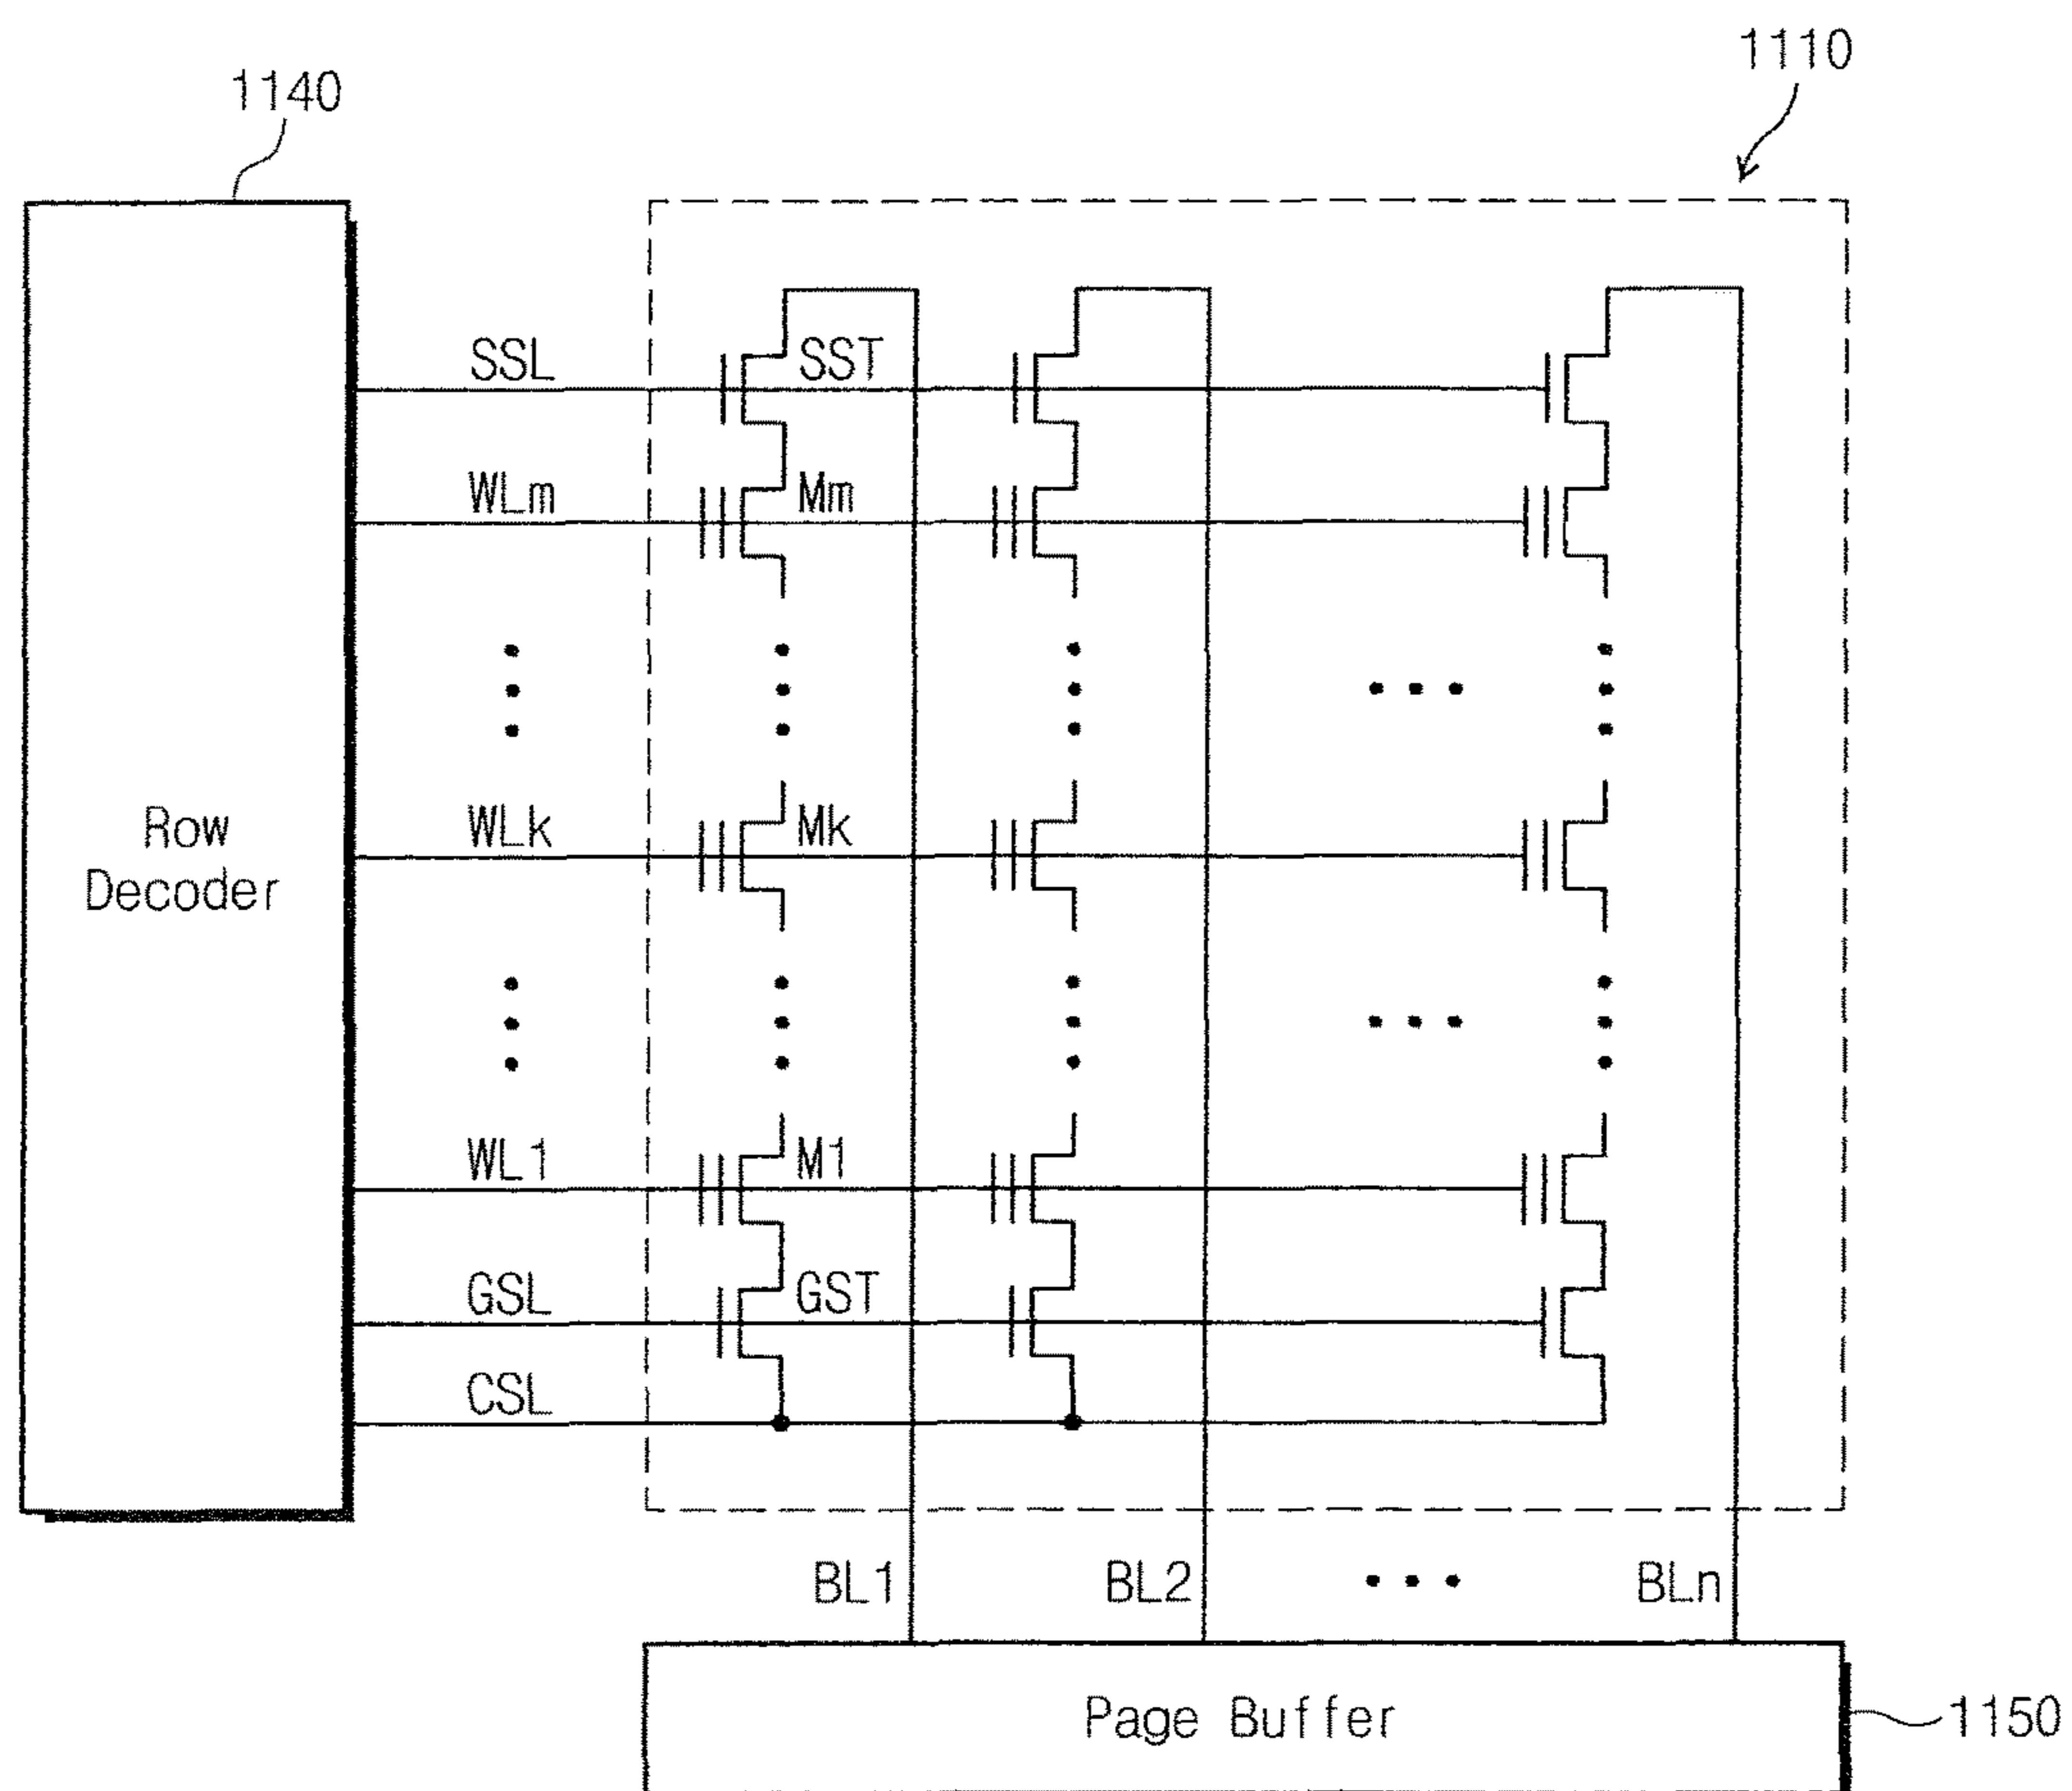 1110
1140
SSL
SST
WLm
Mm
WLk
Mk
Row
Decoder
WL1
M1
GSL
GST
CSL
BL1
BL2
BLn
Page Buffer
1150